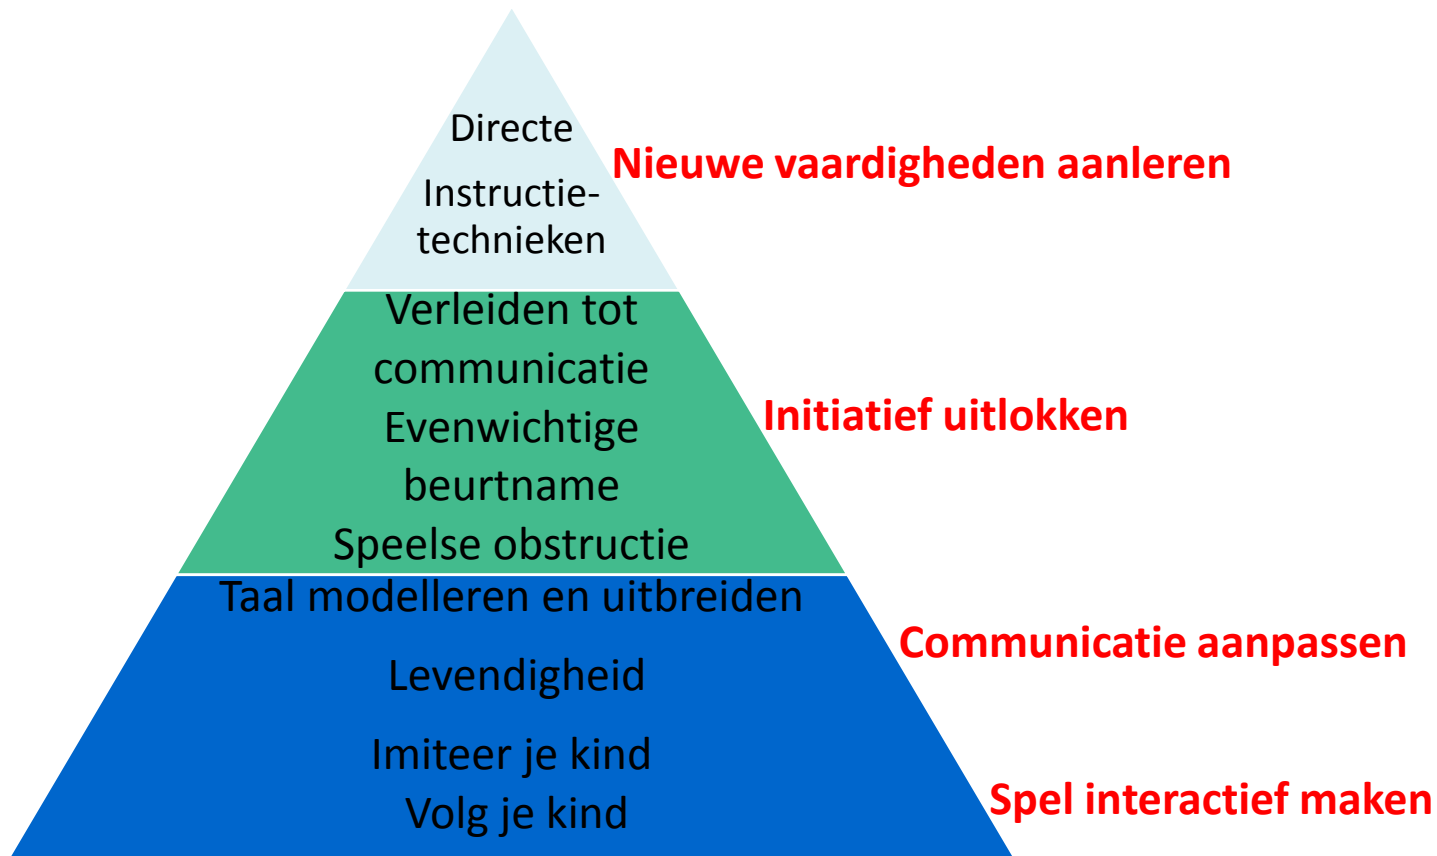 Directe
Nieuwe vaardigheden aanleren
Instructie-
technieken
Verleiden tot
communicatie
Initiatief uitlokken
Evenwichtige
beurtname
Speelse obstructie
Taal modelleren en uitbreiden
Communicatie aanpassen
Levendigheid
Imiteer je kind
Spel interactief maken
Volg je kind